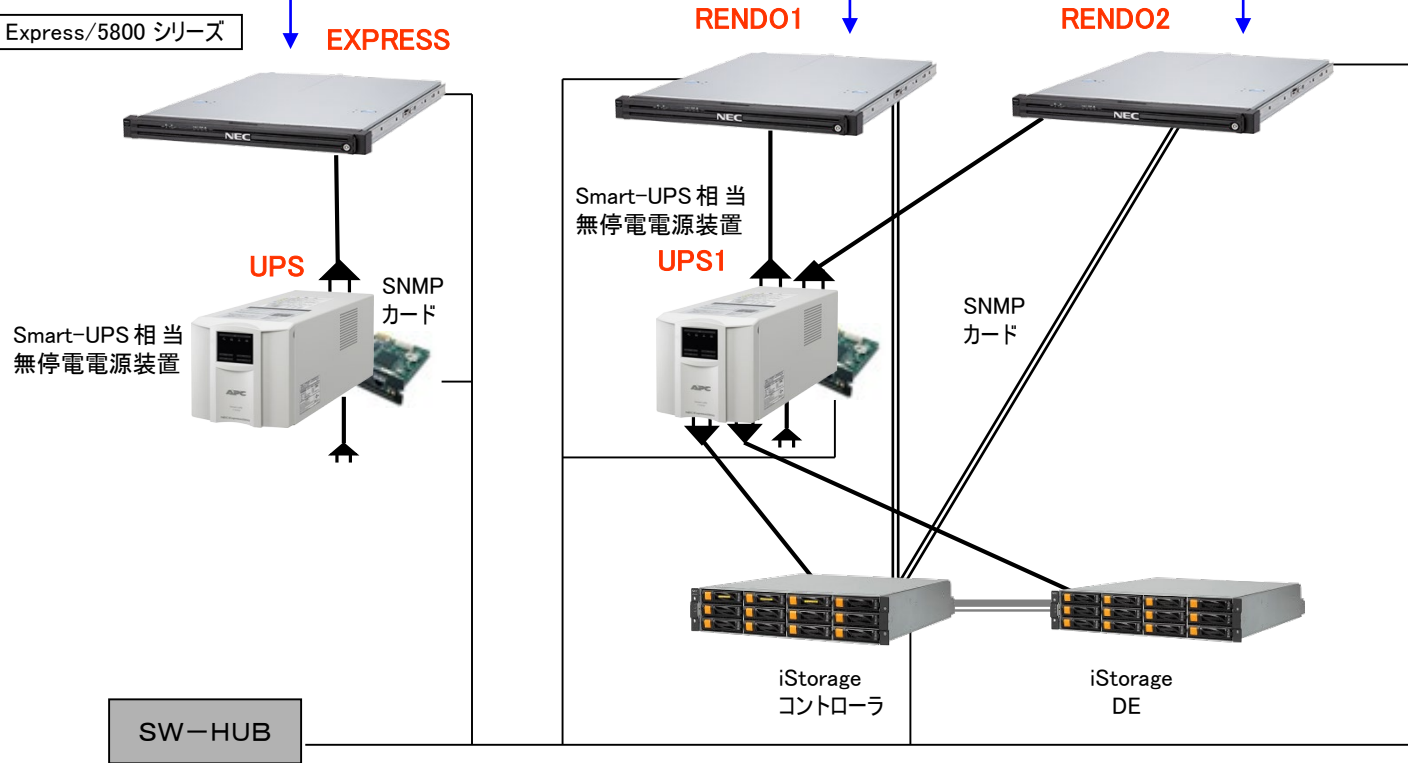 RENDO1
RENDO2
Express/5800 シリーズ
EXPRESS
NEC
NEC
NEC
Smart-UPS 相 当
無停電電源装置
UPS
UPS1
SNMP
カード
SNMP
カード
Smart-UPS 相 当
無停電電源装置
APC
APC
iStorage
コントローラ
iStorage
DE
SW-HUB